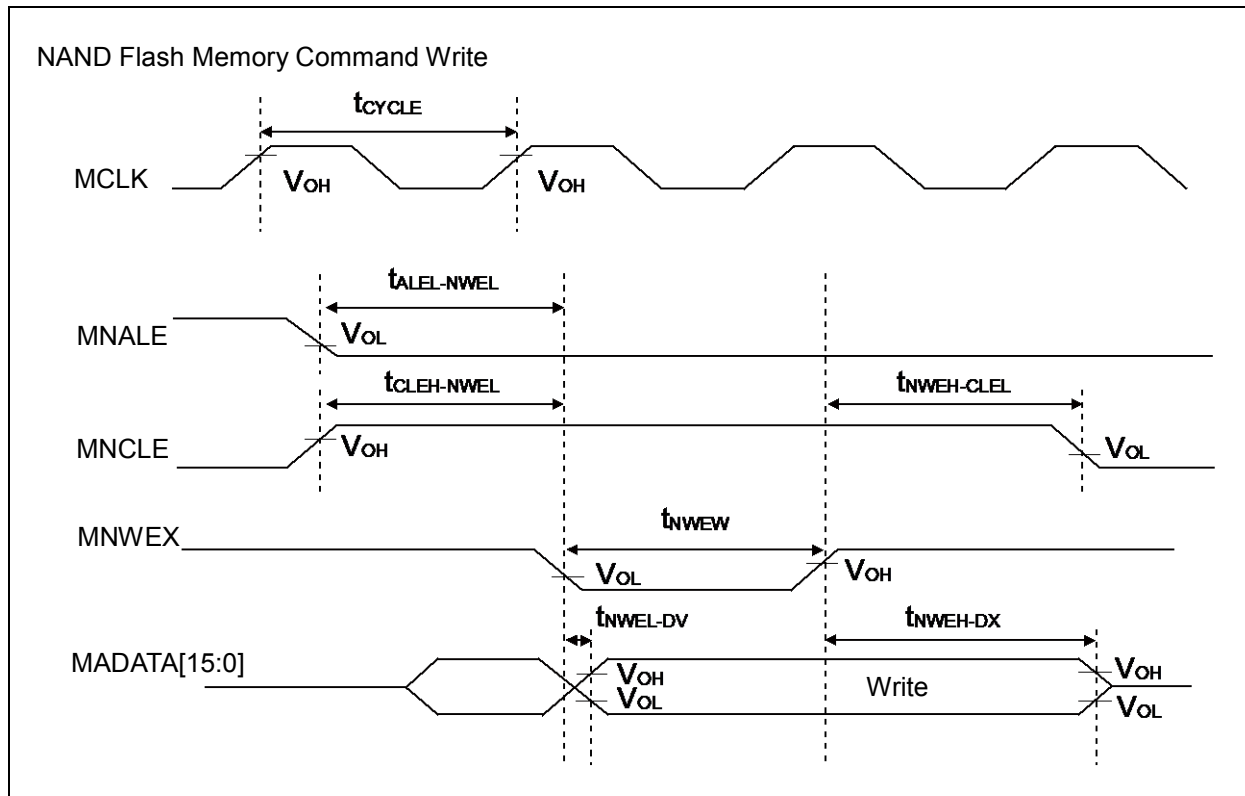 NAND Flash Memory Command Write
tCYCLE
MCLK
VOH
VOH
tALEL-NWEL
MNALE
VOL
tCLEH-NWEL
tNWEH-CLEL
MNCLE
VOH
VOL
MNWEX
tNWEW
VOL
VOH
tNWEL-DV
tNWEH-DX
MADATA[15:0]
VOH
VOL
Write
VOH
VOL